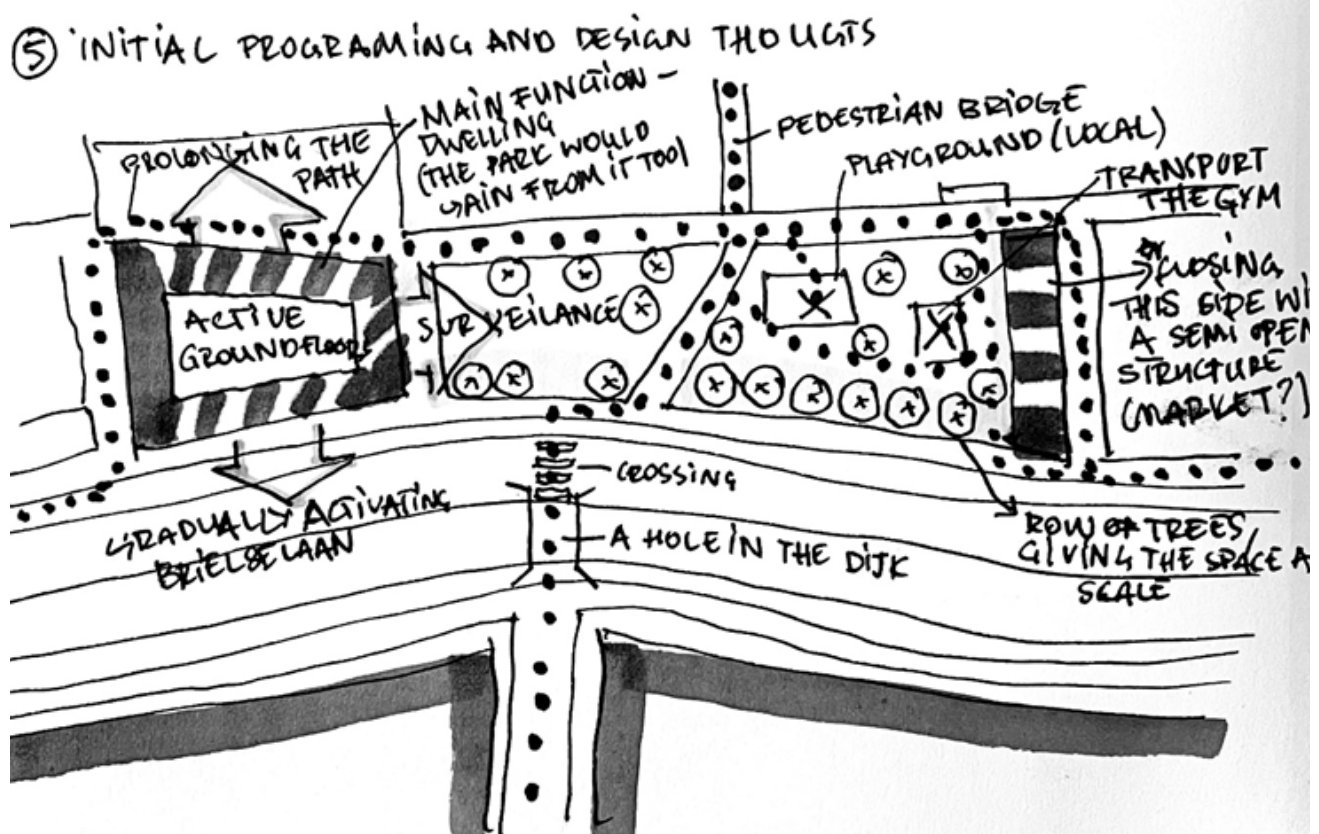 ⑤ INITIAL PROGRAMING AND DESIGN THOUGTS
PROLONGING THE
PATH
MAIN FUNCTION -
DWELLING
(THE PARK WOULD
GAIN FROM IT TOO)
PEDESTRIAN BRIDGE
PLAYGROUND (LOCAL)
TRANSPORT
THE GYM
OR
CLOSING
THIS SIDE WI
A SEMI OPEN
STRUCTURE
(MARKET?)
ACTIVE
GROUNDFLOORS
SURVEILANCE
CROSSING
GRADUALLY ACTIVATING
BRIELSELAAN
A HOLE IN THE DIJK
ROW OF TREES,
GIVING THE SPACE A
SCALE